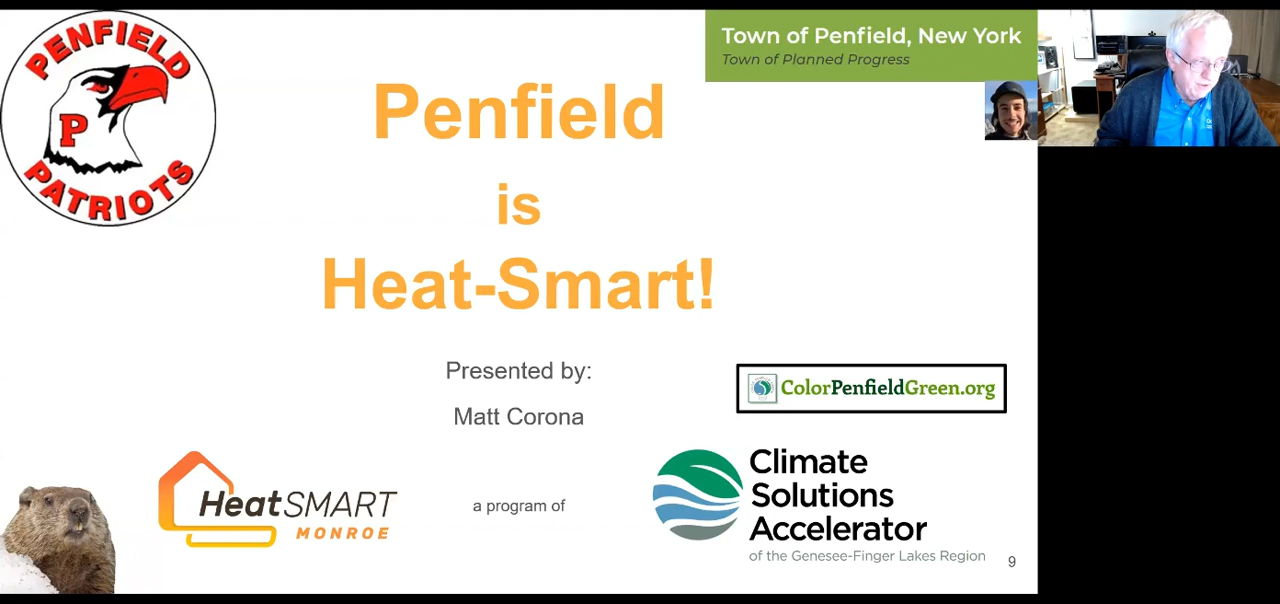 PENFIELD
P
PATRIOTS
Town of Penfield, New York
Town of Planned Progress
Penfield
is
Heat-Smart!
Presented by:
Matt Corona
ColorPenfieldGreen.org
HeatSMART
MONROE
a program of
Climate
Solutions
Accelerator
of the Genesee-Finger Lakes Region
9